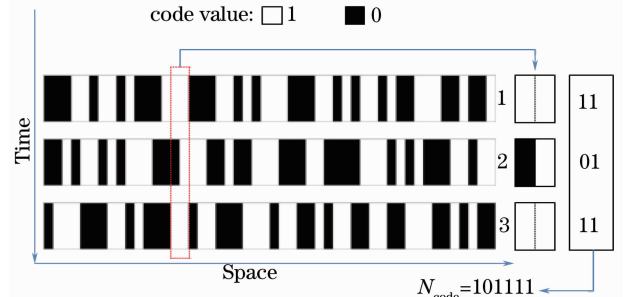 code value: 1 0
1 11
Time
2 01
3 11
Space
N_code=101111